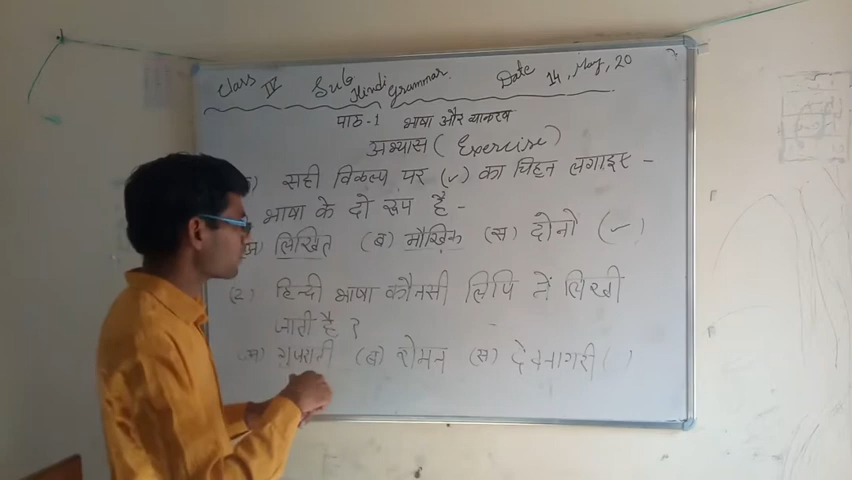 Class IV Sub Hindi Grammar. Date 14, May, 20
पाठ-1 भाषा और व्याकरण
अभ्यास (Exercise)
सही विकल्प पर (✓) का चिह्न लगाइए -
भाषा के दो रूप है -
अ) लिखित (ब) मौखिक (स) दोनो (✓)
(2) हिन्दी भाषा कौनसी लिपि में लिखी
जाती है ?
(अ) गुजराती (ब) रोमन (स) देवनागरी ( )